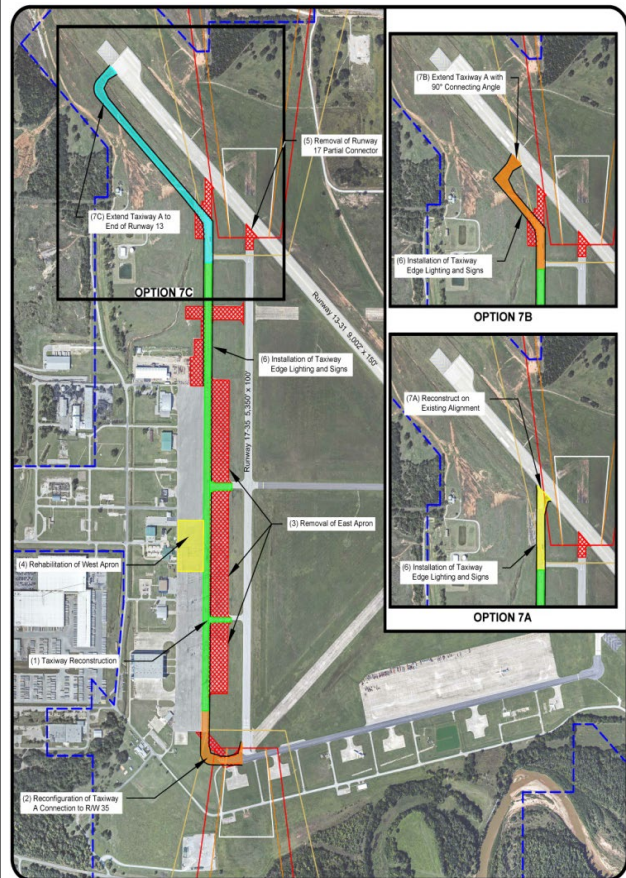 (5) Removal of Runway
17 Partial Connector
(7C) Extend Taxiway A to
End of Runway 13
OPTION 7C
(6) Installation of Taxiway
Edge Lighting and Signs
Runway 13-31 9,002' x 150'
Runway 17-35 5,350' x 100'
(3) Removal of East Apron
(4) Rehabilitation of West Apron
(1) Taxiway Reconstruction
(2) Reconfiguration of Taxiway
A Connection to R/W 35
(7B) Extend Taxiway A with
90° Connecting Angle
(6) Installation of Taxiway
Edge Lighting and Signs
OPTION 7B
(7A) Reconstruct on
Existing Alignment
(6) Installation of Taxiway
Edge Lighting and Signs
OPTION 7A